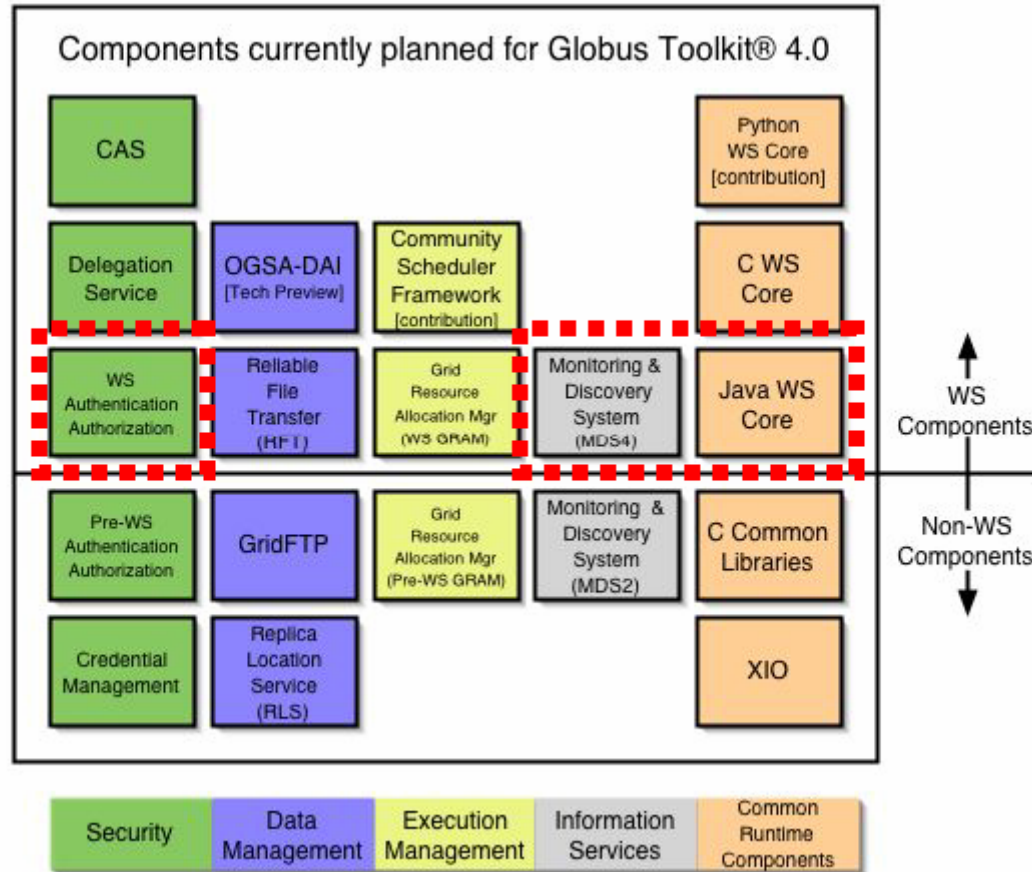 Components currently planned for Globus Toolkit® 4.0
CAS
Python
WS Core
[contribution]
Delegation
Service
OGSA-DAI
[Tech Preview]
Community
Scheduler
Framework
[contribution]
C WS
Core
WS
Authentication
Authorization
Reliable
File
Transfer
(RFT)
Grid
Resource
Allocation Mgr
(WS GRAM)
Monitoring &
Discovery
System
(MDS4)
Java WS
Core
WS
Components
Pre-WS
Authentication
Authorization
GridFTP
Grid
Resource
Allocation Mgr
(Pre-WS GRAM)
Monitoring &
Discovery
System
(MDS2)
C Common
Libraries
Non-WS
Components
Credential
Management
Replica
Location
Service
(RLS)
XIO
Security
Data
Management
Execution
Management
Information
Services
Common
Runtime
Components